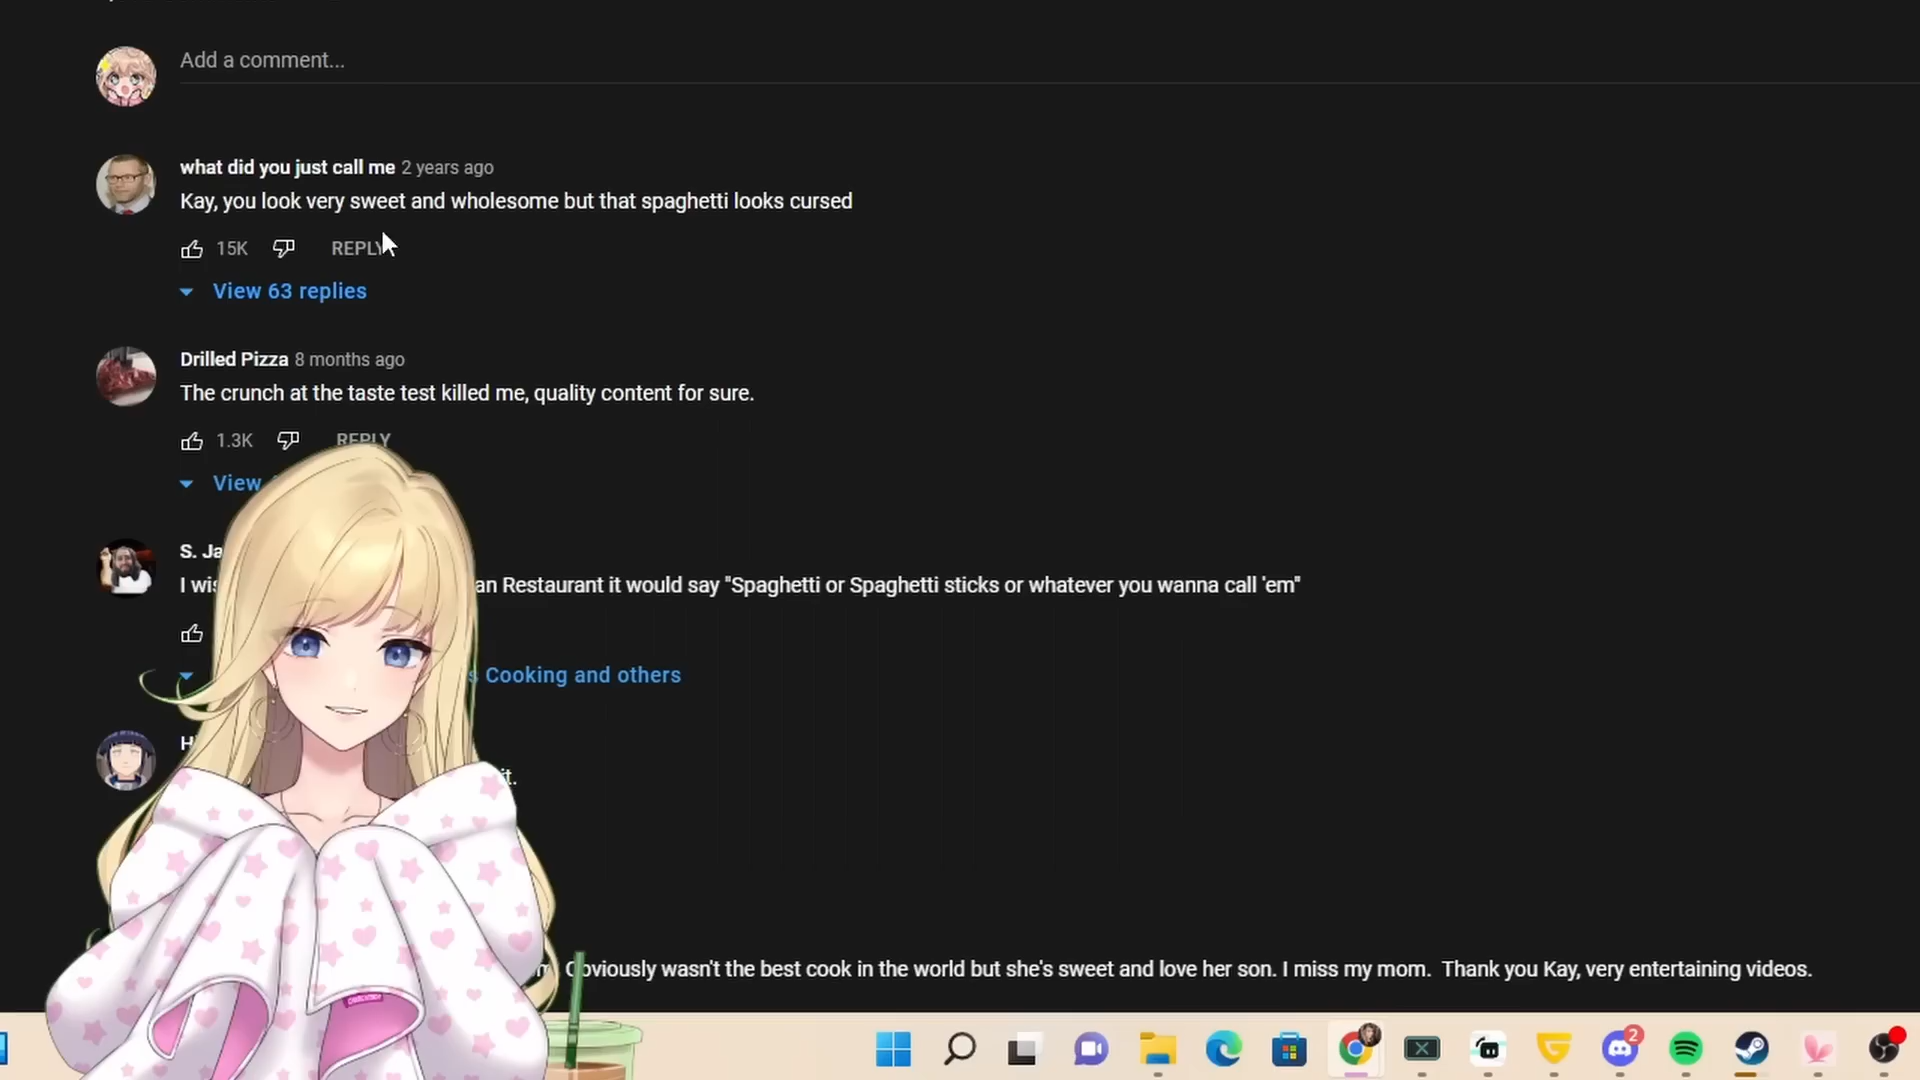 Add a comment...
what did you just call me 2 years ago
Kay, you look very sweet and wholesome but that spaghetti looks cursed
15K REPLY
View 63 replies
Drilled Pizza 8 months ago
The crunch at the taste test killed me, quality content for sure.
1.3K REPLY
View
S. Ja
I wis an Restaurant it would say "Spaghetti or Spaghetti sticks or whatever you wanna call 'em"
s Cooking and others
H
it.
m. Obviously wasn't the best cook in the world but she's sweet and love her son. I miss my mom. Thank you Kay, very entertaining videos.
2